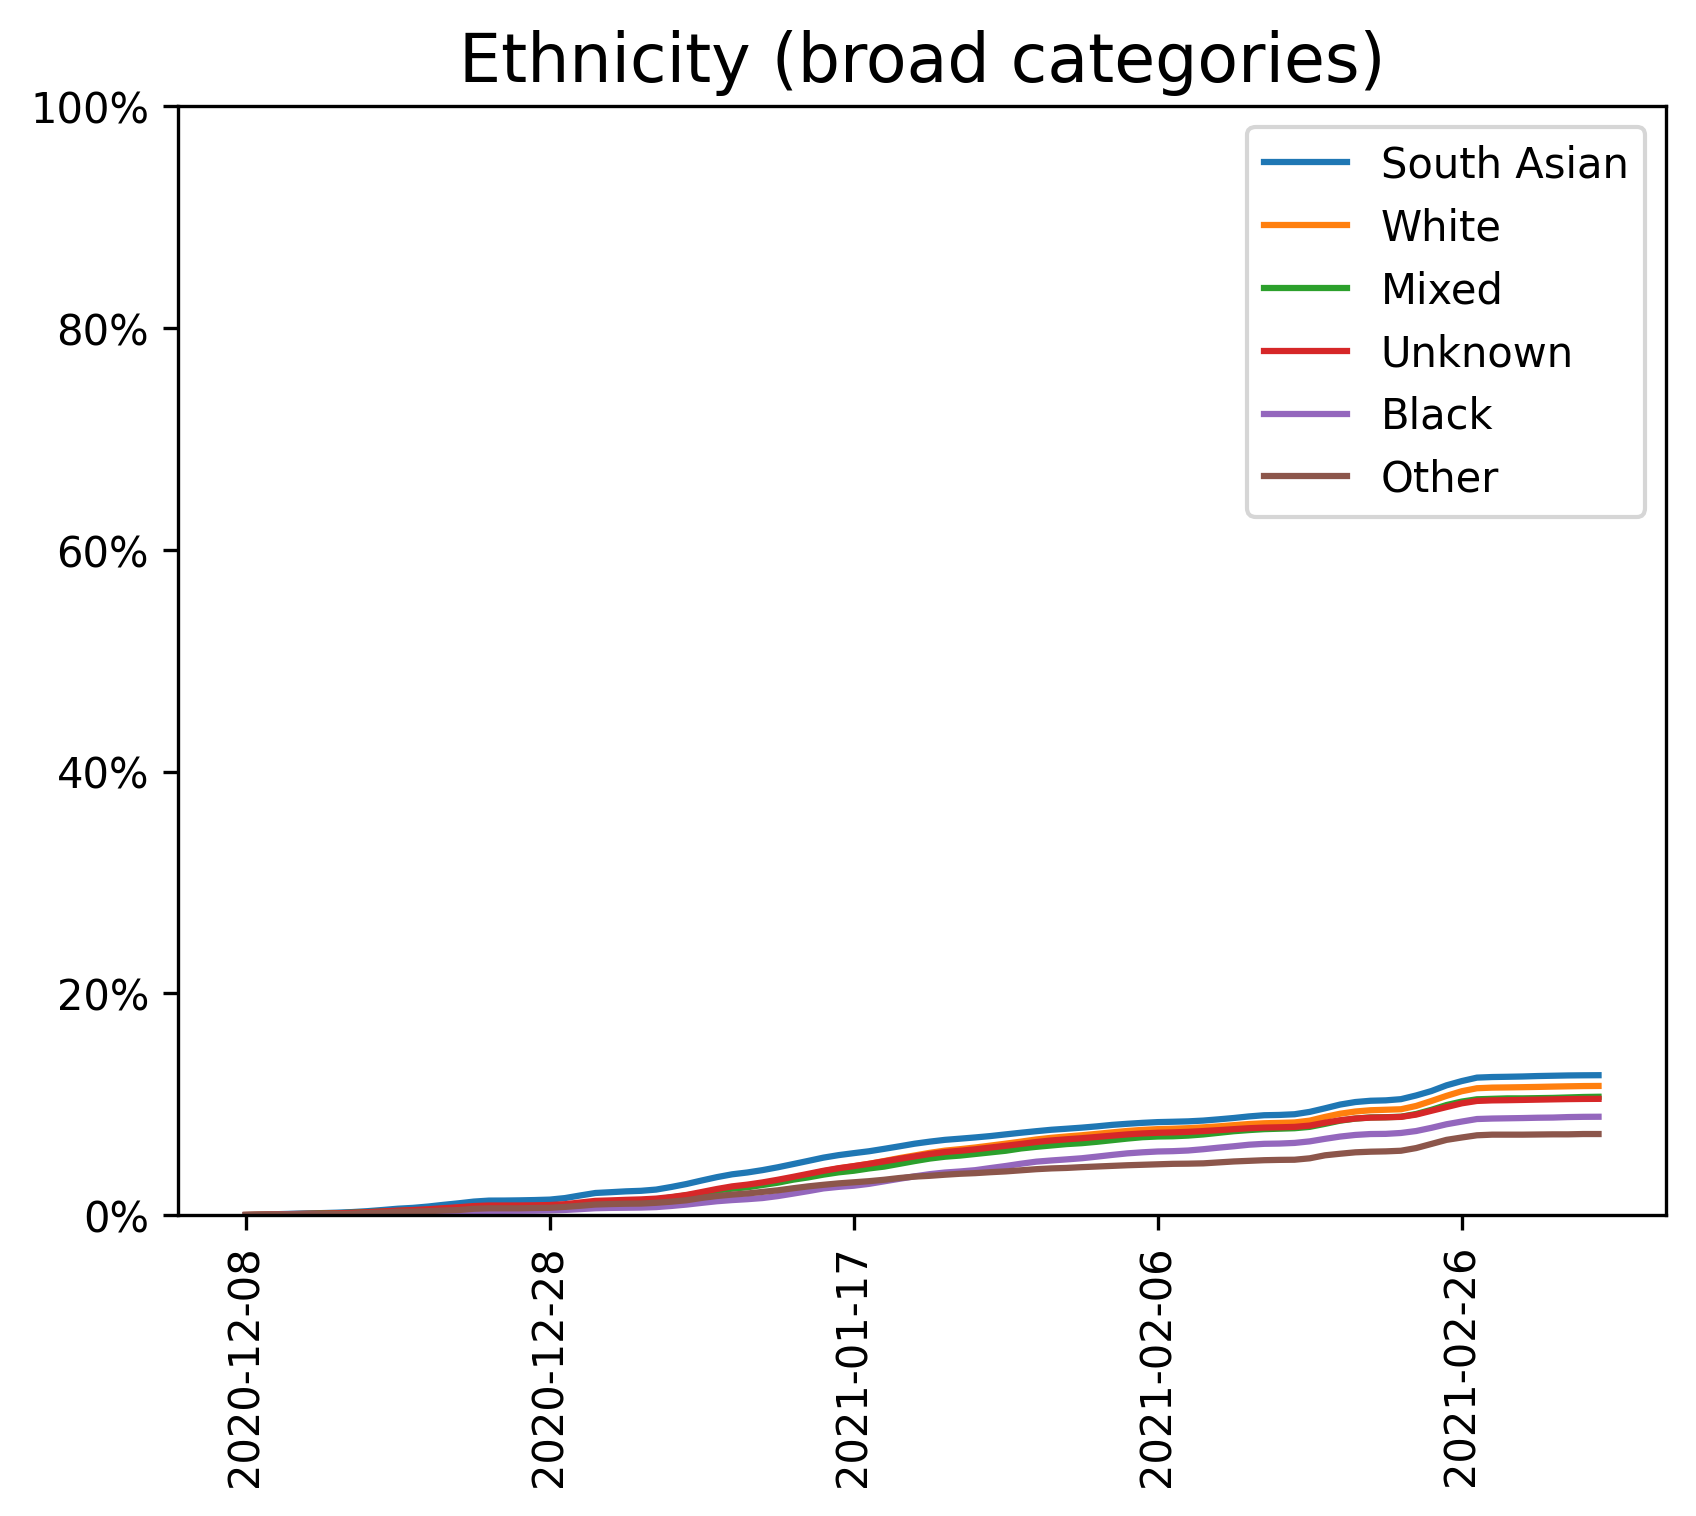 Ethnicity (broad categories)
100%
80%
60%
40%
20%
0%
South Asian
White
Mixed
Unknown
Black
Other
2020-12-08
2020-12-28
2021-01-17
2021-02-06
2021-02-26